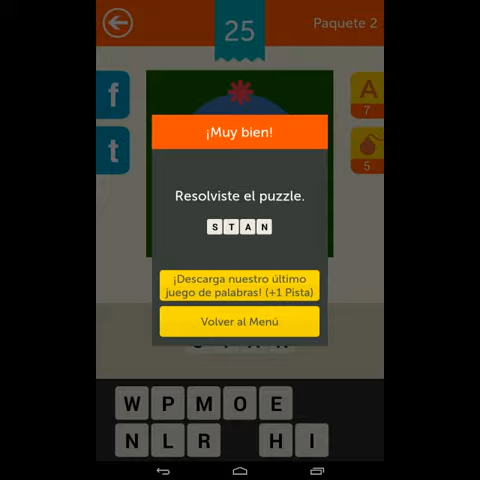 25
Paquete 2
f
A
7
t
5
¡Muy bien!
Resolviste el puzzle.
STAN
¡Descarga nuestro último
juego de palabras! (+1 Pista)
Volver al Menú
W P M O E
N L R H I